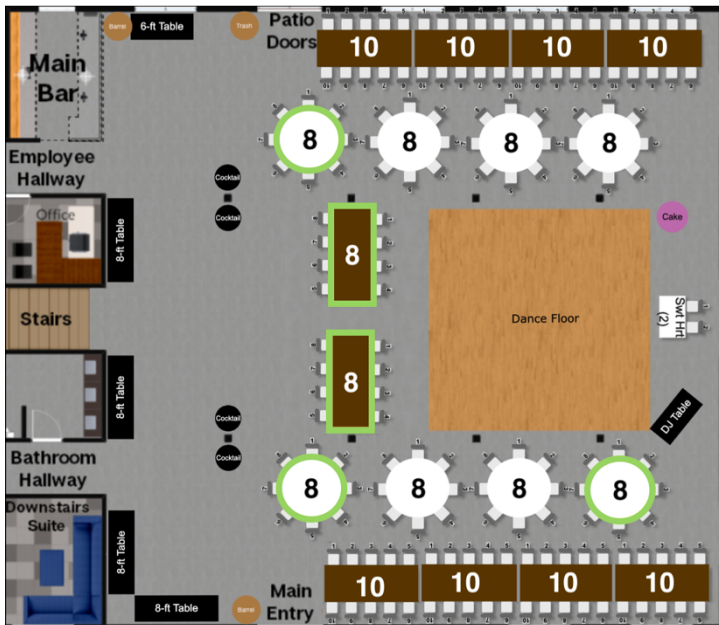 Barrel
6-ft Table
Trash
Patio
Doors
10
10
10
10
Main
Bar
8
8
8
8
Employee
Hallway
Cocktail
Cocktail
Office
8-ft Table
8
Cake
Stairs
Dance Floor
Swt Hrt
(2)
8
8-ft Table
DJ Table
Cocktail
Cocktail
Bathroom
Hallway
8
8
8
8
Downstairs
Suite
8-ft Table
10
10
10
10
8-ft Table
Barrel
Main
Entry